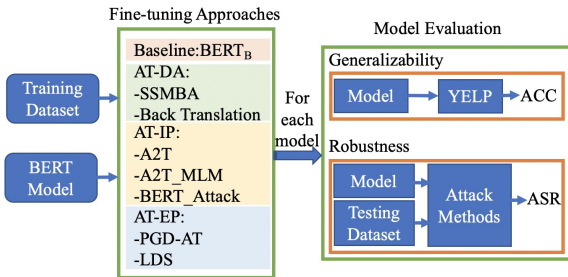 Fine-tuning Approaches
Training
Dataset
BERT
Model
Baseline:BERT_B
AT-DA:
-SSMBA
-Back Translation
AT-IP:
-A2T
-A2T_MLM
-BERT_Attack
AT-EP:
-PGD-AT
-LDS
For
each
model
Model Evaluation
Generalizability
Model
YELP
ACC
Robustness
Model
Testing
Dataset
Attack
Methods
ASR